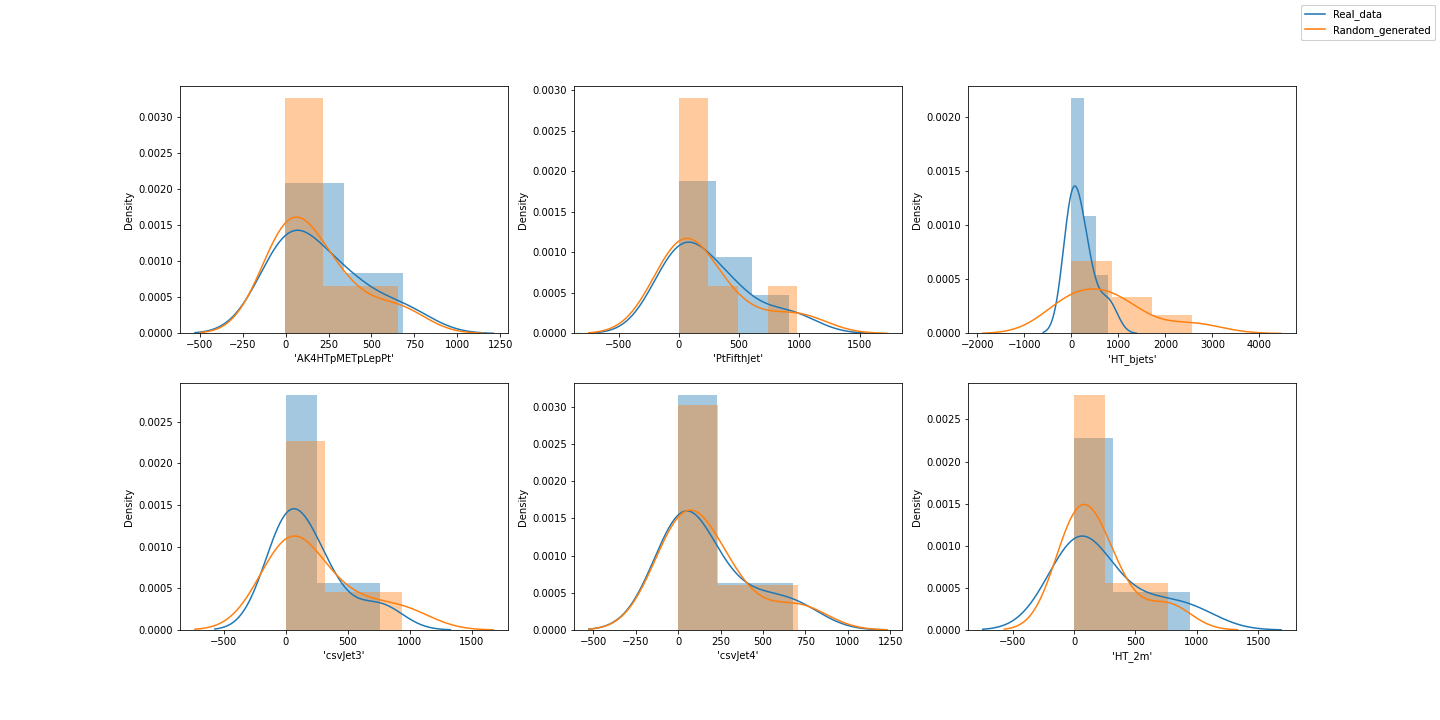 Real_data
Random_generated
0.0030
0.0025
0.0020
0.0015
0.0010
0.0005
0.0000
Density
−500 −250 0 250 500 750 1000 1250
'AK4HTpMETpLepPt'
0.0030
0.0025
0.0020
0.0015
0.0010
0.0005
0.0000
Density
−500 0 500 1000 1500
'PtFifthJet'
0.0020
0.0015
0.0010
0.0005
0.0000
Density
−2000 −1000 0 1000 2000 3000 4000
'HT_bjets'
0.0025
0.0020
0.0015
0.0010
0.0005
0.0000
Density
−500 0 500 1000 1500
'csvJet3'
0.0030
0.0025
0.0020
0.0015
0.0010
0.0005
0.0000
Density
−500 −250 0 250 500 750 1000 1250
'csvJet4'
0.0025
0.0020
0.0015
0.0010
0.0005
0.0000
Density
−500 0 500 1000 1500
'HT_2m'